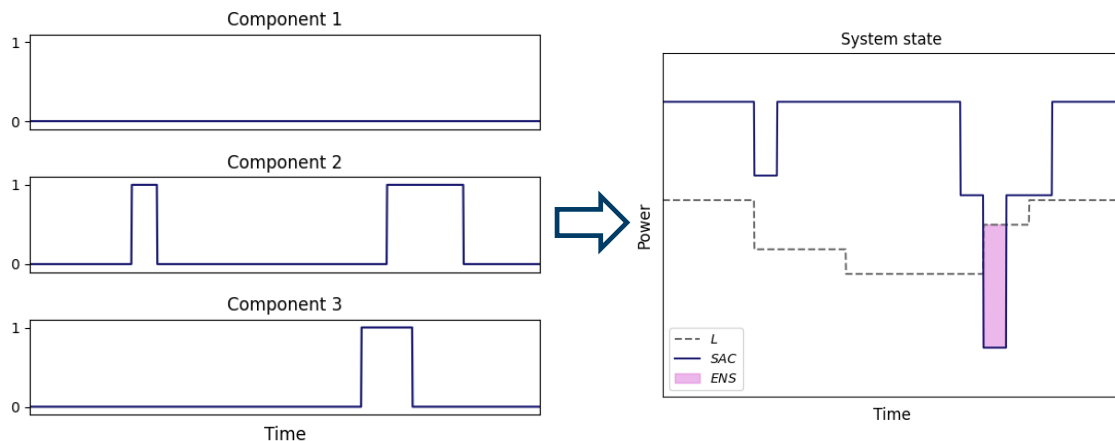 Component 1
1
0
Component 2
1
0
Component 3
1
0
Time
System state
Power
L
SAC
ENS
Time